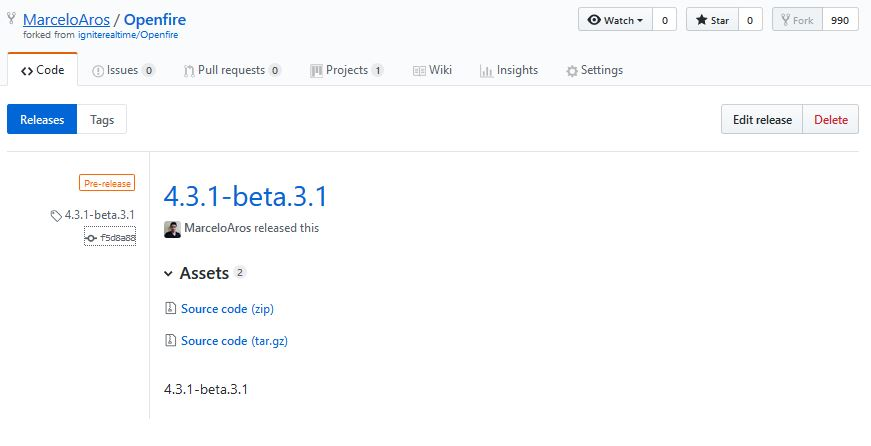 MarceloAros / Openfire
forked from igniterealtime/Openfire
Watch 0 Star 0 Fork 990
Code Issues 0 Pull requests 0 Projects 1 Wiki Insights Settings
Releases Tags Edit release Delete
Pre-release
4.3.1-beta.3.1
f5d8a88
4.3.1-beta.3.1
MarceloAros released this
Assets 2
Source code (zip)
Source code (tar.gz)
4.3.1-beta.3.1